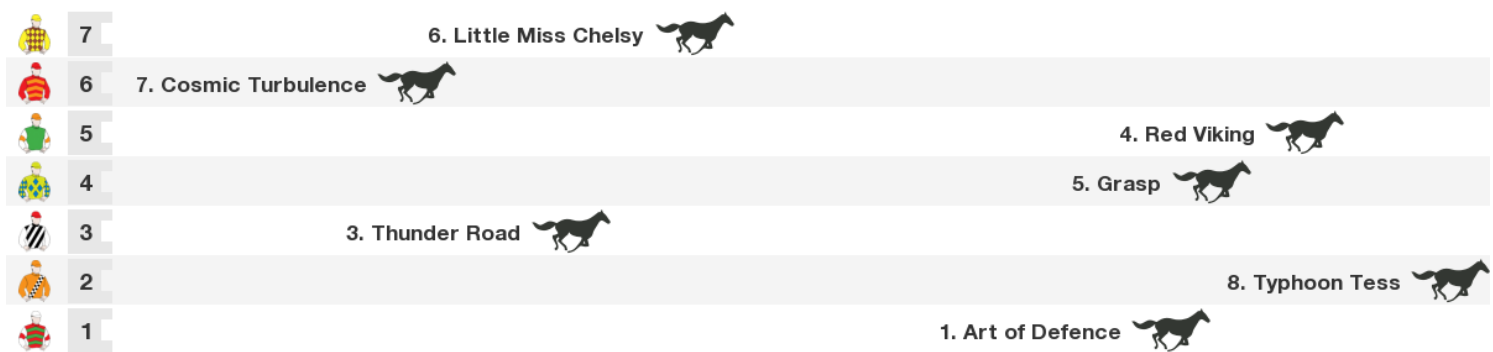 7 6. Little Miss Chelsy
6 7. Cosmic Turbulence
5 4. Red Viking
4 5. Grasp
3 3. Thunder Road
2 8. Typhoon Tess
1 1. Art of Defence